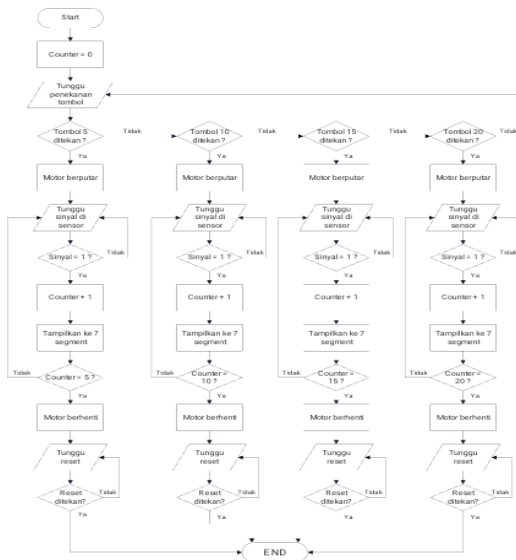 Start
Counter = 0
Tunggu
penekanan
tombol
Tombol 5
ditekan ?
Tidak
Tombol 10
ditekan ?
Tidak
Tombol 15
ditekan ?
Tidak
Tombol 20
ditekan ?
Tidak
Ya
Ya
Ya
Ya
Motor berputar
Motor berputar
Motor berputar
Motor berputar
Tunggu
sinyal di
sensor
Tunggu
sinyal di
sensor
Tunggu
sinyal di
sensor
Tunggu
sinyal di
sensor
Sinyal = 1 ?
Tidak
Sinyal = 1 ?
Tidak
Sinyal = 1 ?
Tidak
Sinyal = 1 ?
Tidak
Ya
Ya
Ya
Ya
Counter + 1
Counter + 1
Counter + 1
Counter + 1
Tampilkan ke 7
segment
Tampilkan ke 7
segment
Tampilkan ke 7
segment
Tampilkan ke 7
segment
Tidak
Counter = 5 ?
Tidak
Counter =
10 ?
Tidak
Counter =
15 ?
Tidak
Counter =
20 ?
Ya
Ya
Ya
Ya
Motor berhenti
Motor berhenti
Motor berhenti
Motor berhenti
Tunggu
reset
Tunggu
reset
Tunggu
reset
Tunggu
reset
Reset
ditekan?
Tidak
Reset
ditekan?
Tidak
Reset
ditekan?
Tidak
Reset
ditekan?
Tidak
Ya
Ya
Ya
Ya
END